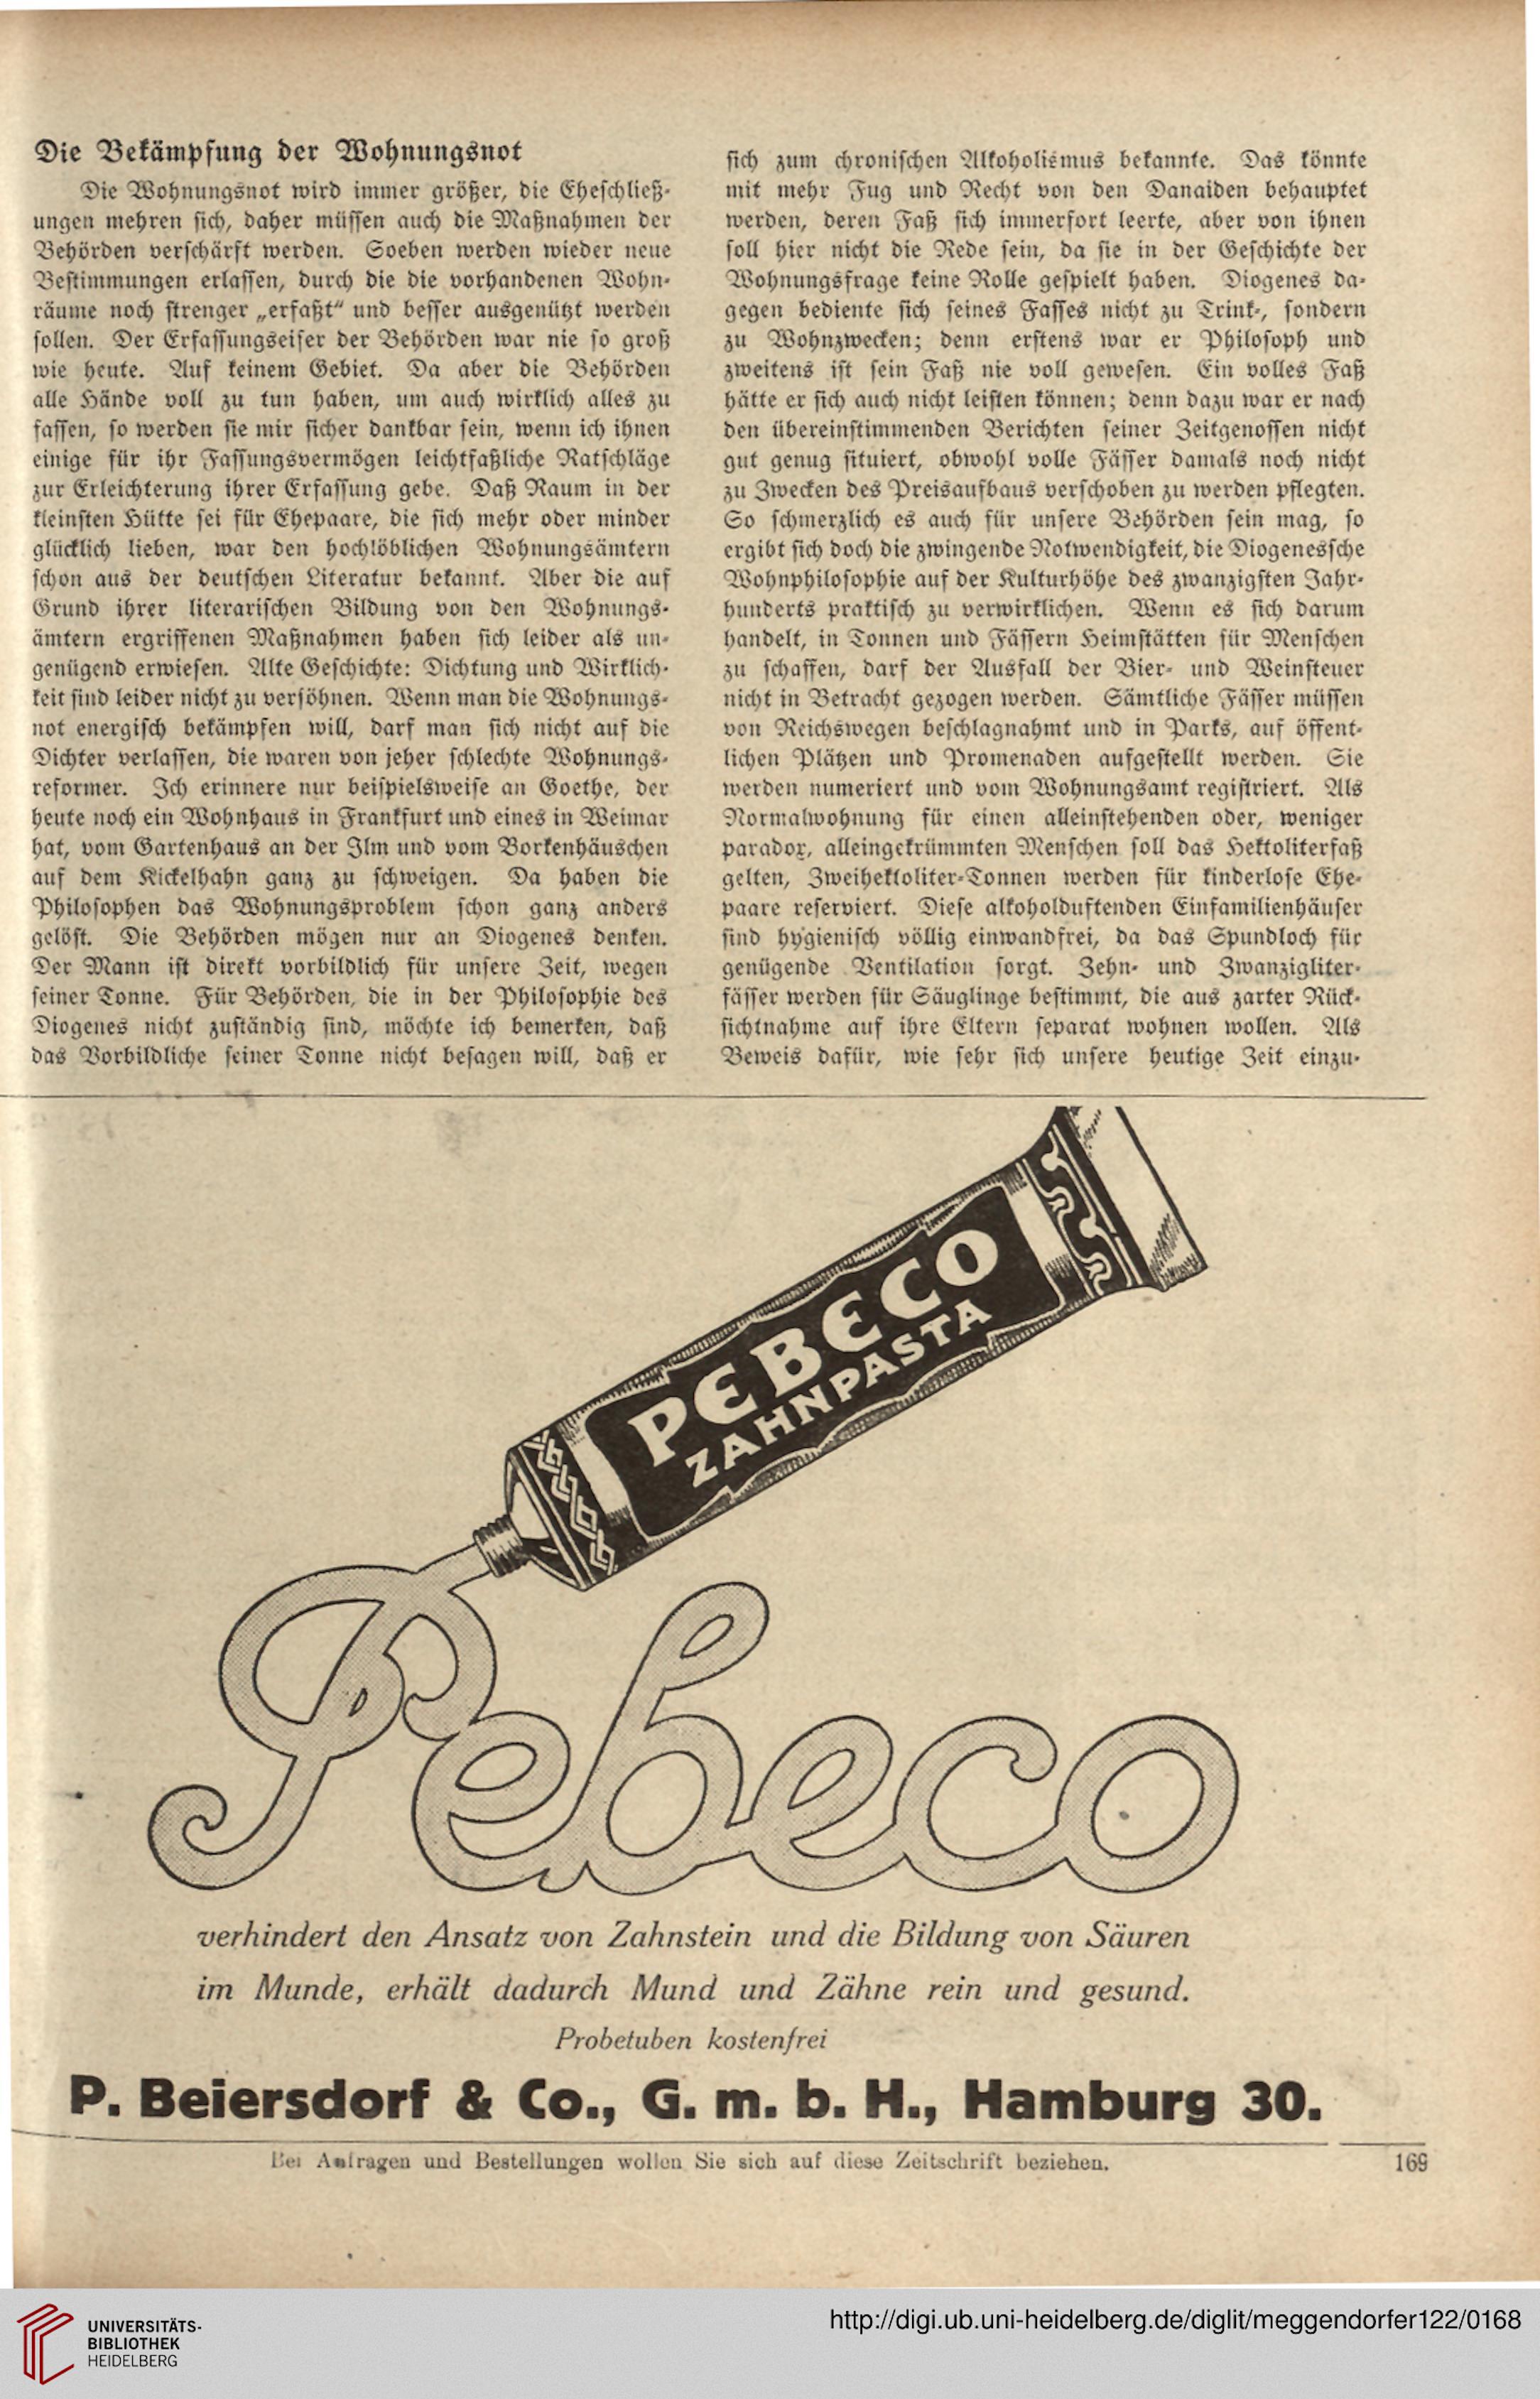 Die Bekämpfung der Wohnungsnot
Die Wohnungsnot wird immer größer, die Eheschließ-
ungen mehren sich, daher müssen auch die Maßnahmen der
Behörden verschärft werden. Soeben werden wieder neue
Bestimmungen erlassen, durch die die vorhandenen Wohn-
räume noch strenger „erfaßt“ und besser ausgenützt werden
sollen. Der Erfassungseifer der Behörden war nie so groß
wie heute. Auf keinem Gebiet. Da aber die Behörden
alle Hände voll zu tun haben, um auch wirklich alles zu
fassen, so werden sie mir sicher dankbar sein, wenn ich ihnen
einige für ihr Fassungsvermögen leichtfaßliche Ratschläge
zur Erleichterung ihrer Erfassung gebe. Daß Raum in der
kleinsten Hütte sei für Ehepaare, die sich mehr oder minder
glücklich lieben, war den hochlöblichen Wohnungsämtern
schon aus der deutschen Literatur bekannt. Aber die auf
Grund ihrer literarischen Bildung von den Wohnungs-
ämtern ergriffenen Maßnahmen haben sich leider als un-
genügend erwiesen. Alte Geschichte: Dichtung und Wirklich-
keit sind leider nicht zu versöhnen. Wenn man die Wohnungs-
not energisch bekämpfen will, darf man sich nicht auf die
Dichter verlassen, die waren von jeher schlechte Wohnungs-
reformer. Ich erinnere nur beispielsweise an Goethe, der
heute noch ein Wohnhaus in Frankfurt und eines in Weimar
hat, vom Gartenhaus an der Ilm und vom Borkenhäuschen
auf dem Kickelhahn ganz zu schweigen. Da haben die
Philosophen das Wohnungsproblem schon ganz anders
gelöst. Die Behörden mögen nur an Diogenes denken.
Der Mann ist direkt vorbildlich für unsere Zeit, wegen
seiner Tonne. Für Behörden, die in der Philosophie des
Diogenes nicht zuständig sind, möchte ich bemerken, daß
das Vorbildliche seiner Tonne nicht besagen will, daß er
sich zum chronischen Alkoholismus bekannte. Das könnte
mit mehr Fug und Recht von den Danaiden behauptet
werden, deren Faß sich immerfort leerte, aber von ihnen
soll hier nicht die Rede sein, da sie in der Geschichte der
Wohnungsfrage keine Rolle gespielt haben. Diogenes da-
gegen bediente sich seines Fasses nicht zu Trink-, sondern
zu Wohnzwecken; denn erstens war er Philosoph und
zweitens ist sein Faß nie voll gewesen. Ein volles Faß
hätte er sich auch nicht leisten können; denn dazu war er nach
den übereinstimmenden Berichten seiner Zeitgenossen nicht
gut genug situiert, obwohl volle Fässer damals noch nicht
zu Zwecken des Preisaufbaus verschoben zu werden pflegten.
So schmerzlich es auch für unsere Behörden sein mag, so
ergibt sich doch die zwingende Notwendigkeit, die Diogenessche
Wohnphilosophie auf der Kulturhöhe des zwanzigsten Jahr-
hunderts praktisch zu verwirklichen. Wenn es sich darum
handelt, in Tonnen und Fässern Heimstätten für Menschen
zu schaffen, darf der Ausfall der Bier- und Weinsteuer
nicht in Betracht gezogen werden. Sämtliche Fässer müssen
von Reichswegen beschlagnahmt und in Parks, auf öffent-
lichen Plätzen und Promenaden aufgestellt werden. Sie
werden numeriert und vom Wohnungsamt registriert. Als
Normalwohnung für einen alleinstehenden oder, weniger
paradox, alleingekrümmten Menschen soll das Hektoliterfaß
gelten, Zweihektoliter-Tonnen werden für kinderlose Ehe-
paare reserviert. Diese alkoholduftenden Einfamilienhäuser
sind hygienisch völlig einwandfrei, da das Spundloch für
genügende Ventilation sorgt. Zehn- und Zwanzigliter-
fässer werden für Säuglinge bestimmt, die aus zarter Rück-
sichtnahme auf ihre Eltern separat wohnen wollen. Als
Beweis dafür, wie sehr sich unsere heutige Zeit einzu-
PEBECO
ZAHNPASTA
Pebeco
verhindert den Ansatz von Zahnstein und die Bildung von Säuren
im Munde, erhält dadurch Mund und Zähne rein und gesund.
Probetuben kostenfrei
P. Beiersdorf & Co., G. m. b. H., Hamburg 30.
Bei Anfragen und Bestellungen wollen Sie sich auf diese Zeitschrift beziehen.
169
UNIVERSITÄTS-
BIBLIOTHEK
HEIDELBERG
http://digi.ub.uni-heidelberg.de/diglit/meggendorfer122/0168